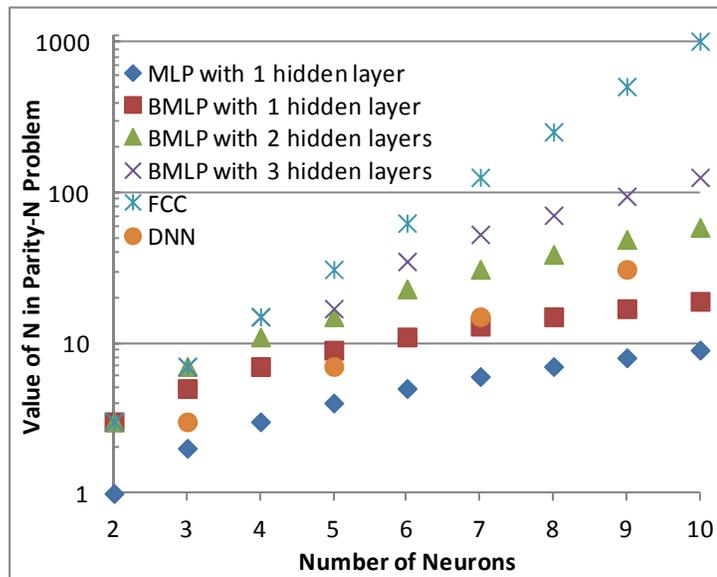 1000
100
10
1
Value of N in Parity-N Problem
MLP with 1 hidden layer
BMLP with 1 hidden layer
BMLP with 2 hidden layers
BMLP with 3 hidden layers
FCC
DNN
2 3 4 5 6 7 8 9 10
Number of Neurons